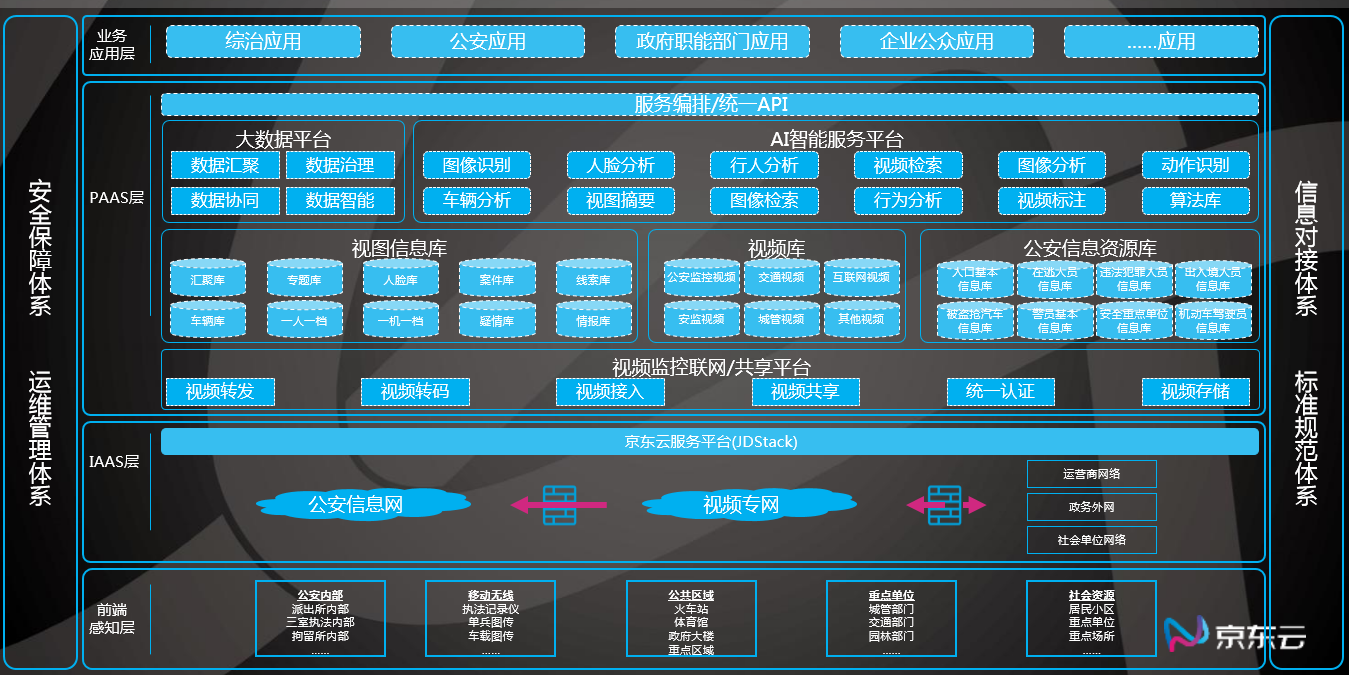 业务
应用层
综治应用
公安应用
政府职能部门应用
企业公众应用
......应用
安全保障体系
运维管理体系
信息对接体系
标准规范体系
PAAS层
服务编排/统一API
大数据平台
数据汇聚
数据治理
数据协同
数据智能
AI智能服务平台
图像识别
人脸分析
行人分析
视频检索
图像分析
动作识别
车辆分析
视图摘要
图像检索
行为分析
视频标注
算法库
视图信息库
汇聚库
专题库
人脸库
案件库
线索库
车辆库
一人一档
一机一档
疑情库
情报库
视频库
公安监控视频
交通视频
互联网视频
安监视频
城管视频
其他视频
公安信息资源库
人口基本
信息库
在逃人员
信息库
违法犯罪人员
信息库
出入境人员
信息库
被盗抢汽车
信息库
警员基本
信息库
安全重点单位
信息库
机动车驾驶员
信息库
视频监控联网/共享平台
视频转发
视频转码
视频接入
视频共享
统一认证
视频存储
IAAS层
京东云服务平台(JDStack)
公安信息网
视频专网
运营商网络
政务外网
社会单位网络
前端
感知层
公安内部
派出所内部
三室执法内部
拘留所内部
......
移动无线
执法记录仪
单兵图传
车载图传
......
公共区域
火车站
体育馆
政府大楼
重点区域
重点单位
城管部门
交通部门
园林部门
......
社会资源
居民小区
重点单位
重点场所
......
京东云